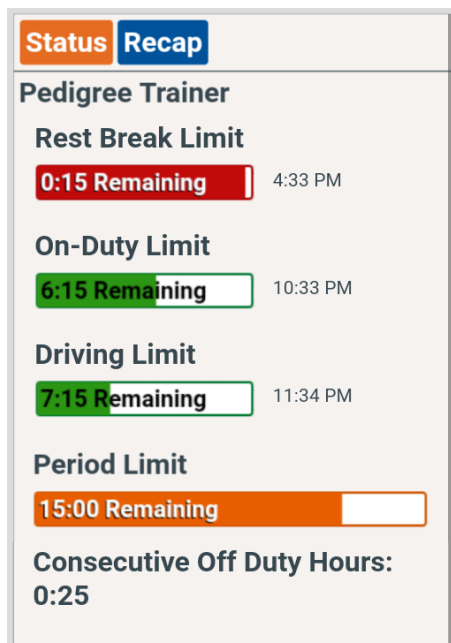 Status Recap
Pedigree Trainer
Rest Break Limit
0:15 Remaining 4:33 PM
On-Duty Limit
6:15 Remaining 10:33 PM
Driving Limit
7:15 Remaining 11:34 PM
Period Limit
15:00 Remaining
Consecutive Off Duty Hours:
0:25